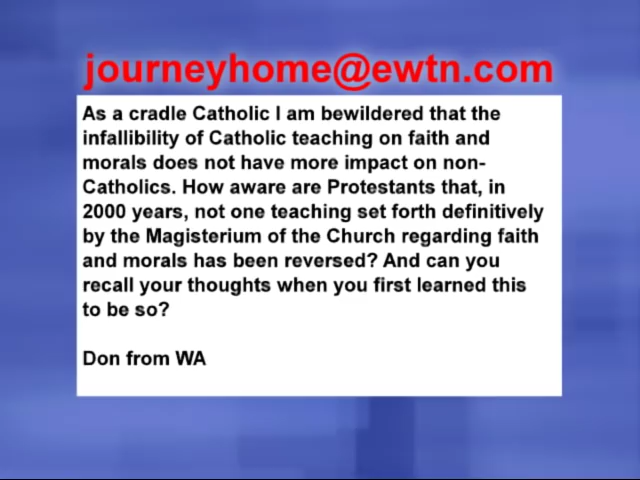 journeyhome@ewtn.com
As a cradle Catholic I am bewildered that the
infallibility of Catholic teaching on faith and
morals does not have more impact on non-
Catholics. How aware are Protestants that, in
2000 years, not one teaching set forth definitively
by the Magisterium of the Church regarding faith
and morals has been reversed? And can you
recall your thoughts when you first learned this
to be so?
Don from WA